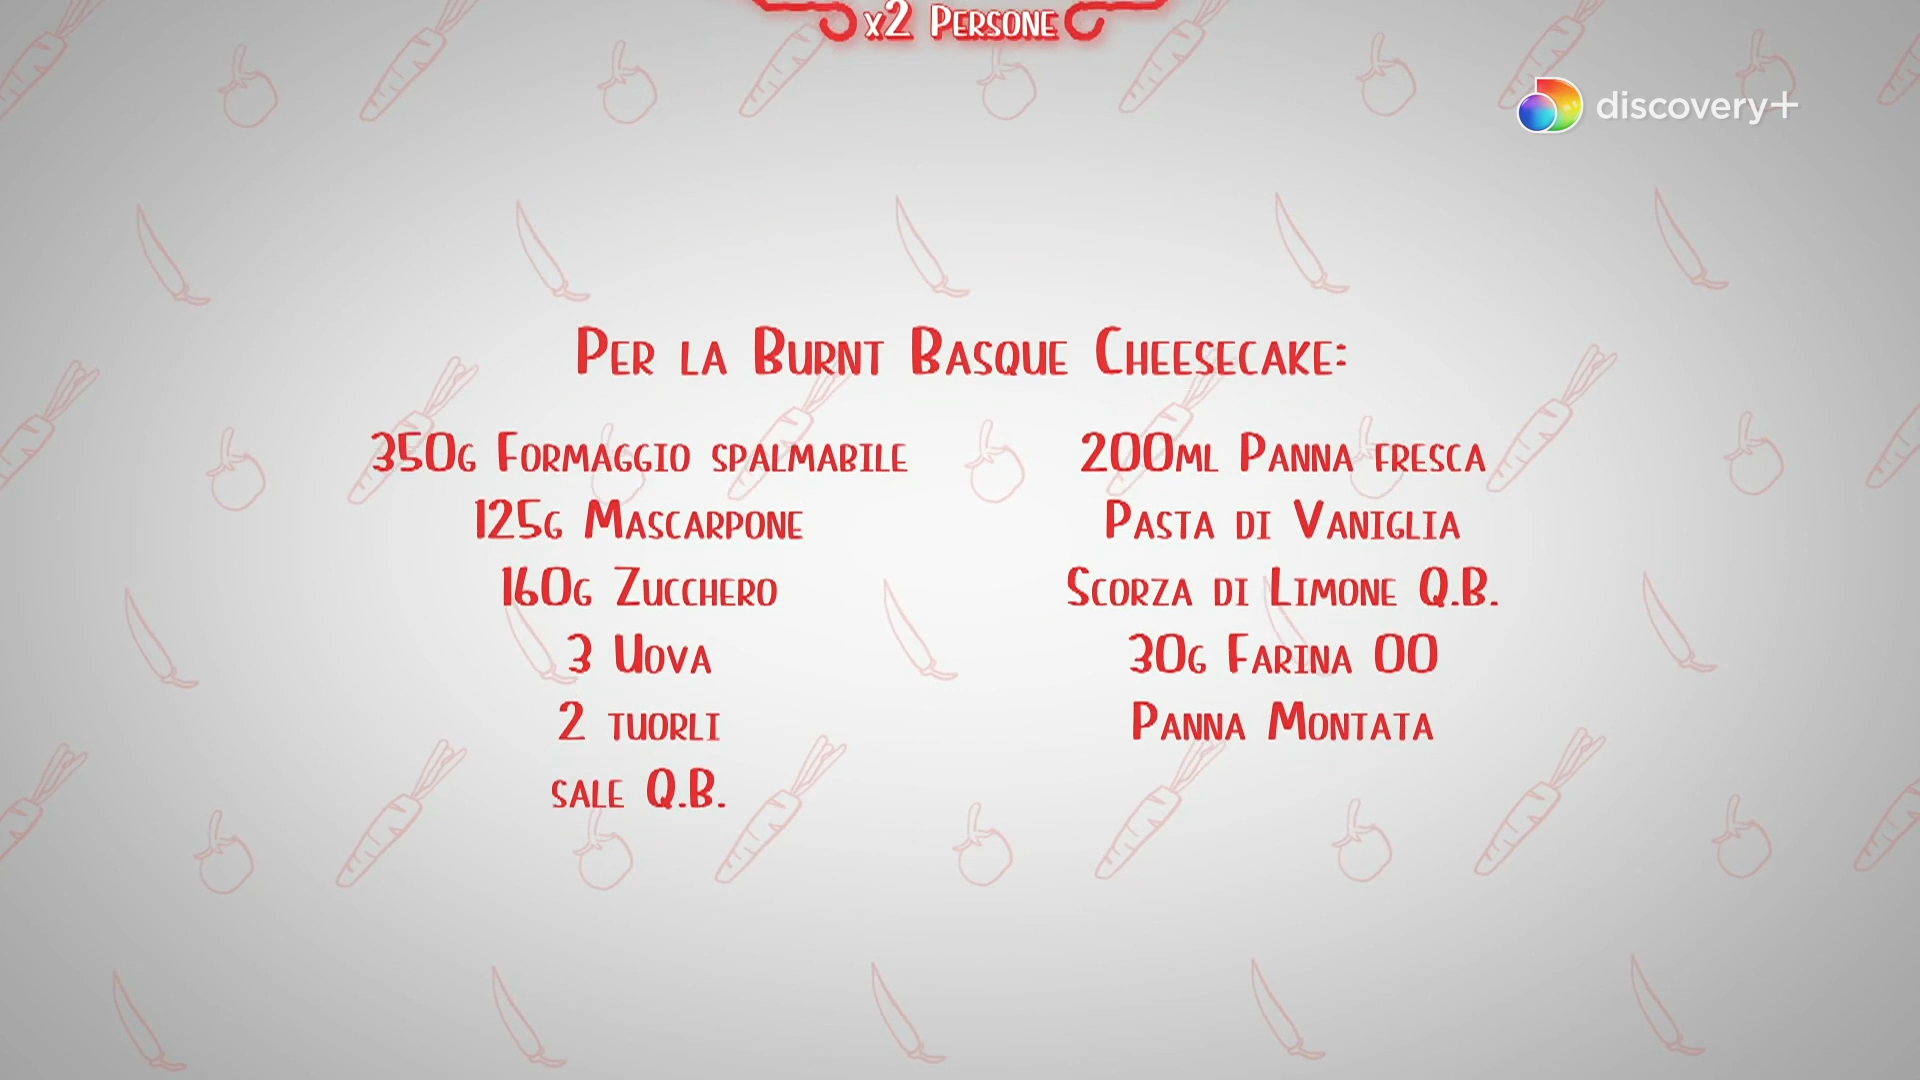 x2 Persone
discovery+
Per la Burnt Basque Cheesecake:
350g Formaggio spalmabile
125g Mascarpone
160g Zucchero
3 Uova
2 tuorli
sale Q.B.
200ml Panna fresca
Pasta di Vaniglia
Scorza di Limone Q.B.
30g Farina 00
Panna Montata